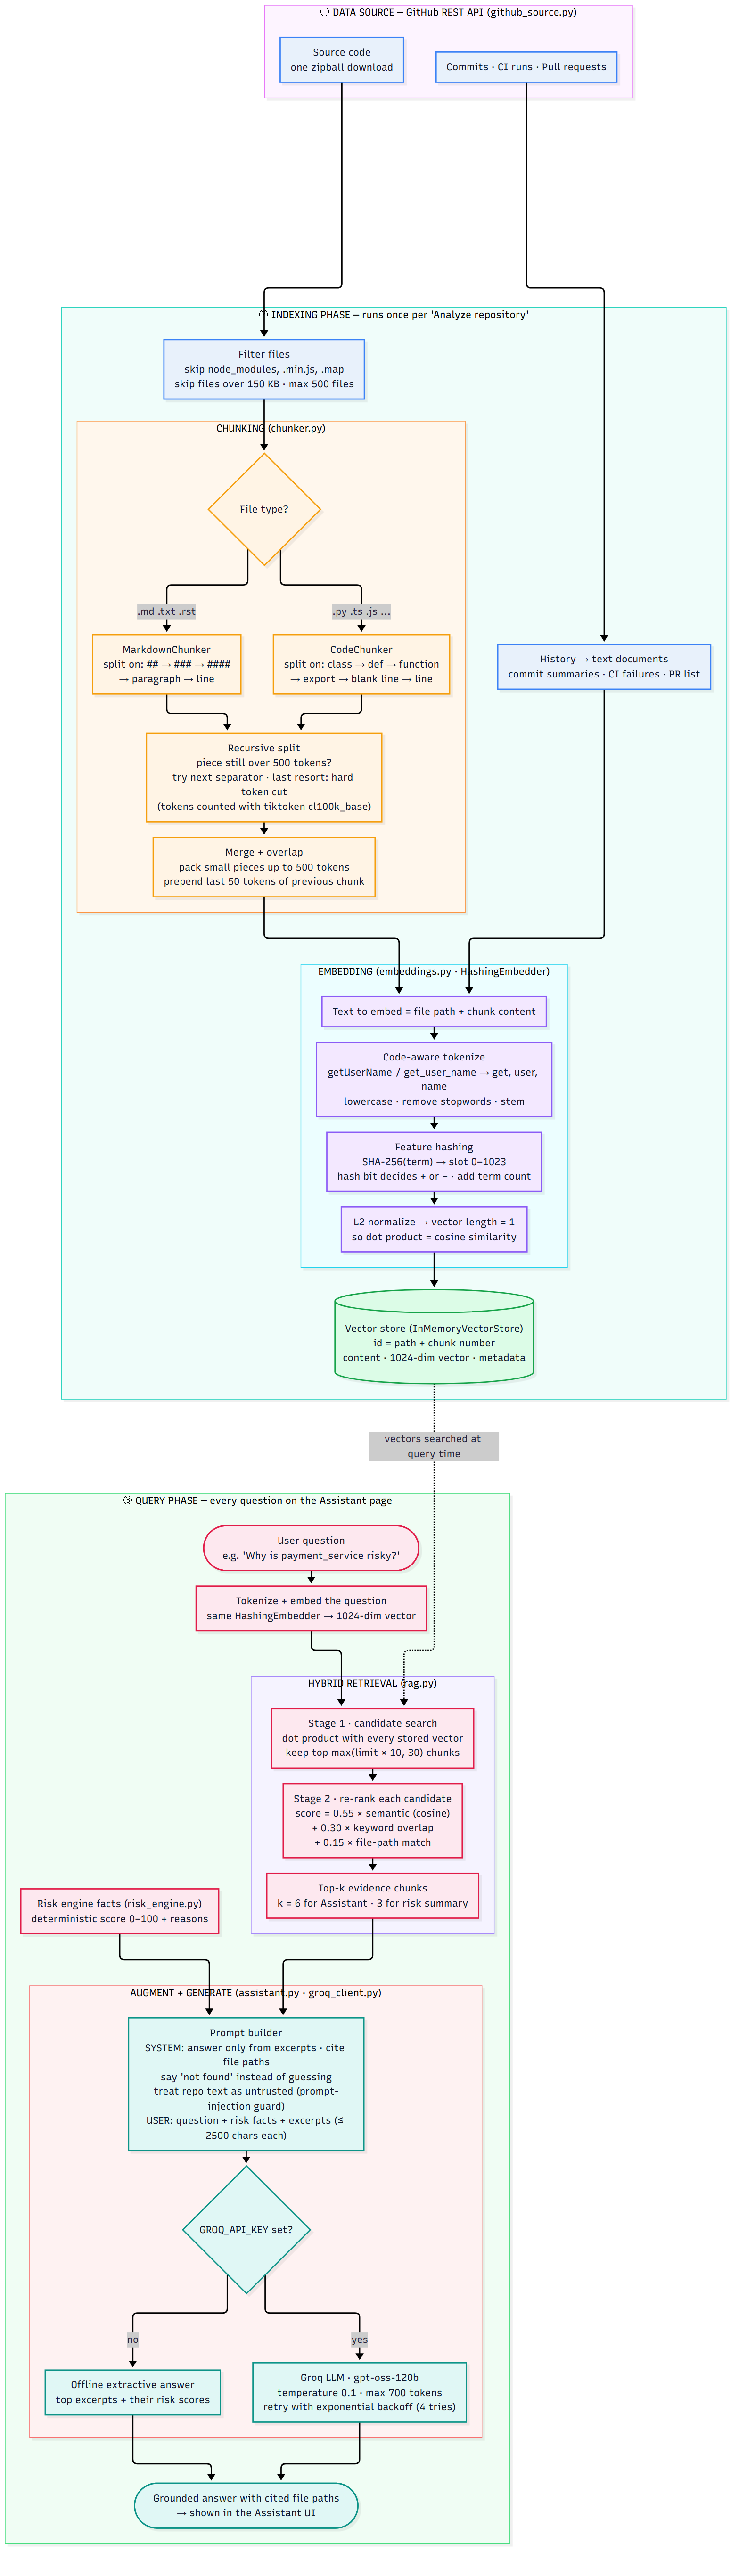 ① DATA SOURCE — GitHub REST API (github_source.py)
Source code
one zipball download
Commits · CI runs · Pull requests
② INDEXING PHASE — runs once per 'Analyze repository'
Filter files
skip node_modules, .min.js, .map
skip files over 150 KB · max 500 files
CHUNKING (chunker.py)
File type?
.md .txt .rst
.py .ts .js ...
MarkdownChunker
split on: ## → ### → ####
→ paragraph → line
CodeChunker
split on: class → def → function
→ export → blank line → line
History → text documents
commit summaries · CI failures · PR list
Recursive split
piece still over 500 tokens?
try next separator · last resort: hard
token cut
(tokens counted with tiktoken cl100k_base)
Merge + overlap
pack small pieces up to 500 tokens
prepend last 50 tokens of previous chunk
EMBEDDING (embeddings.py · HashingEmbedder)
Text to embed = file path + chunk content
Code-aware tokenize
getUserName / get_user_name → get, user,
name
lowercase · remove stopwords · stem
Feature hashing
SHA-256(term) → slot 0–1023
hash bit decides + or − · add term count
L2 normalize → vector length = 1
so dot product = cosine similarity
Vector store (InMemoryVectorStore)
id = path + chunk number
content · 1024-dim vector · metadata
vectors searched at
query time
③ QUERY PHASE — every question on the Assistant page
User question
e.g. 'Why is payment_service risky?'
Tokenize + embed the question
same HashingEmbedder → 1024-dim vector
HYBRID RETRIEVAL (rag.py)
Stage 1 · candidate search
dot product with every stored vector
keep top max(limit × 10, 30) chunks
Stage 2 · re-rank each candidate
score = 0.55 × semantic (cosine)
+ 0.30 × keyword overlap
+ 0.15 × file-path match
Risk engine facts (risk_engine.py)
deterministic score 0–100 + reasons
Top-k evidence chunks
k = 6 for Assistant · 3 for risk summary
AUGMENT + GENERATE (assistant.py · groq_client.py)
Prompt builder
SYSTEM: answer only from excerpts · cite
file paths
say 'not found' instead of guessing
treat repo text as untrusted (prompt-
injection guard)
USER: question + risk facts + excerpts (≤
2500 chars each)
GROQ_API_KEY set?
no
yes
Offline extractive answer
top excerpts + their risk scores
Groq LLM · gpt-oss-120b
temperature 0.1 · max 700 tokens
retry with exponential backoff (4 tries)
Grounded answer with cited file paths
→ shown in the Assistant UI